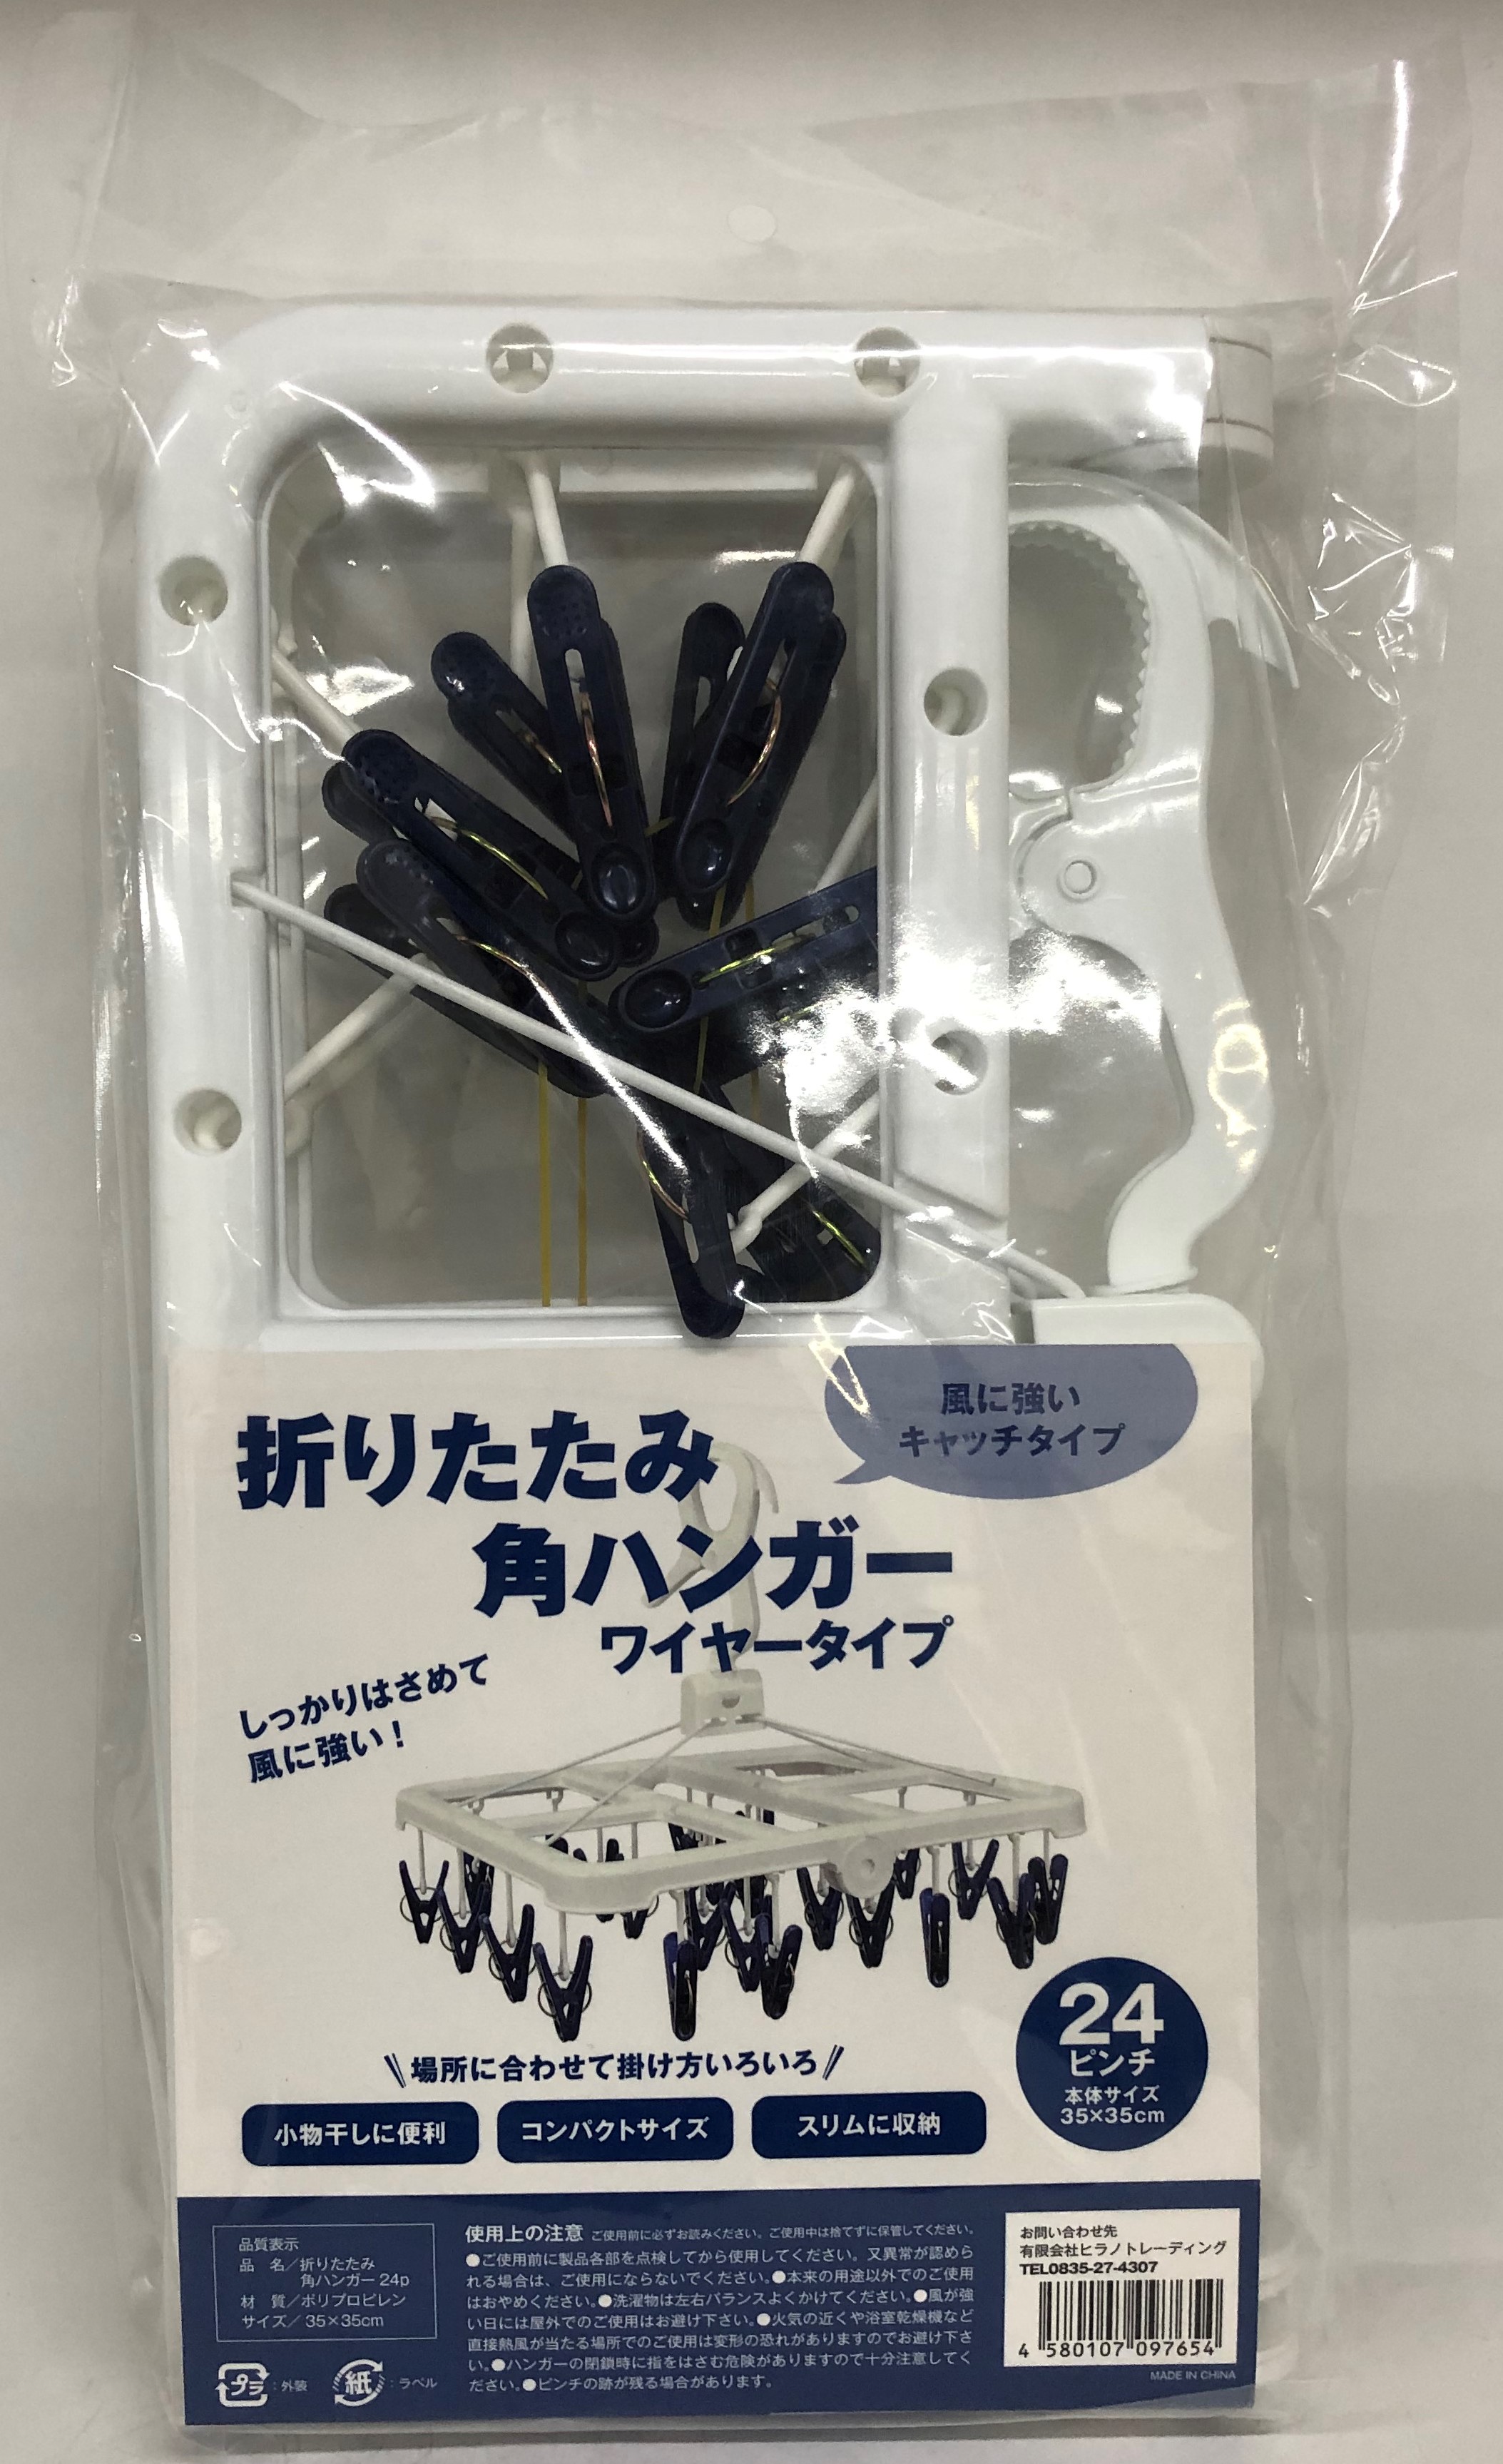 風に強い
キャッチタイプ
折りたたみ
角ハンガー
ワイヤータイプ
しっかりはさめて
風に強い!
24
ピンチ
本体サイズ
35×35cm
場所に合わせて掛け方いろいろ
小物干しに便利
コンパクトサイズ
スリムに収納
品質表示
品 名/折りたたみ
角ハンガー 24p
材 質/ポリプロピレン
サイズ/35×35cm
プラ:外装
紙:ラベル
使用上の注意 ご使用前に必ずお読みください。ご使用中は捨てずに保管してください。
●ご使用前に製品各部を点検してから使用してください。又異常が認めら
れる場合は、ご使用にならないでください。●本来の用途以外でのご使用
はおやめください。●洗濯物は左右バランスよくかけてください。●風が強
い日には屋外でのご使用はお避け下さい。●火気の近くや浴室乾燥機など
直接熱風が当たる場所でのご使用は変形の恐れがありますのでお避け下さ
い。●ハンガーの開閉時に指をはさむ危険がありますので十分注意してく
ださい。●ピンチの跡が残る場合があります。
お問い合わせ先
有限会社ヒラノトレーディング
TEL0835-27-4307
4 580107 097654
MADE IN CHINA